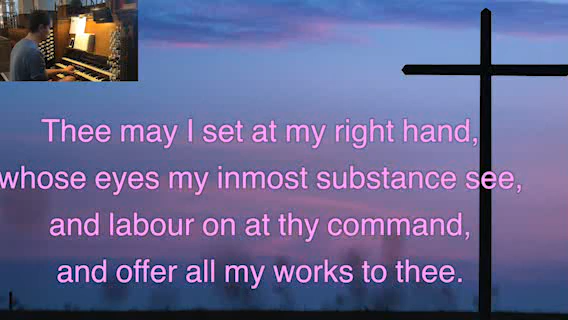 Thee may I set at my right hand,
whose eyes my inmost substance see,
and labour on at thy command,
and offer all my works to thee.